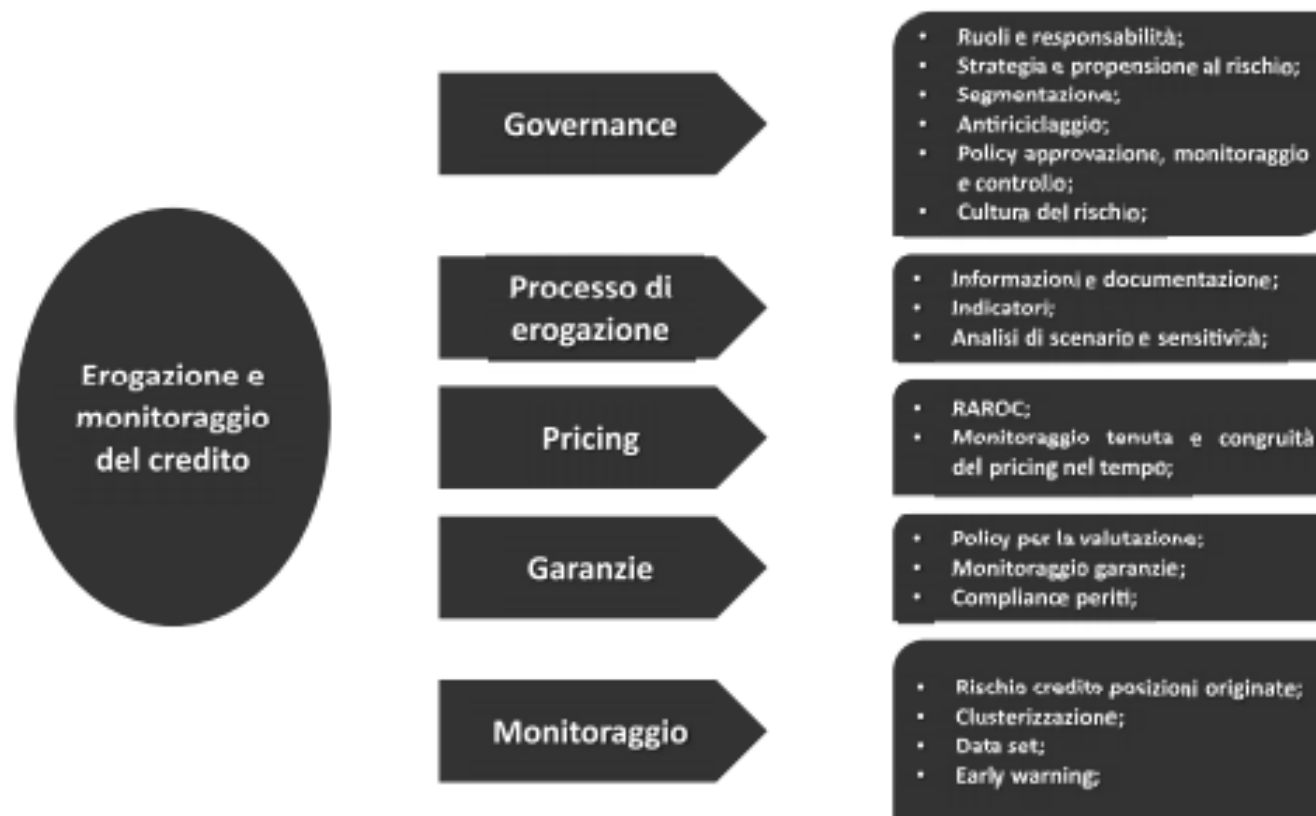 Erogazione e
monitoraggio
del credito
Governance
• Ruoli e responsabilità;
• Strategia e propensione al rischio;
• Segmentazione;
• Antiriciclaggio;
• Policy approvazione, monitoraggio
e controllo;
• Cultura del rischio;
Processo di
erogazione
• Informazioni e documentazione;
• Indicatori;
• Analisi di scenario e sensitività;
Pricing
• RAROC;
• Monitoraggio tenuta e congruità
del pricing nel tempo;
Garanzie
• Policy per la valutazione;
• Monitoraggio garanzie;
• Compliance periti;
Monitoraggio
• Rischio credito posizioni originate;
• Clusterizzazione;
• Data set;
• Early warning;